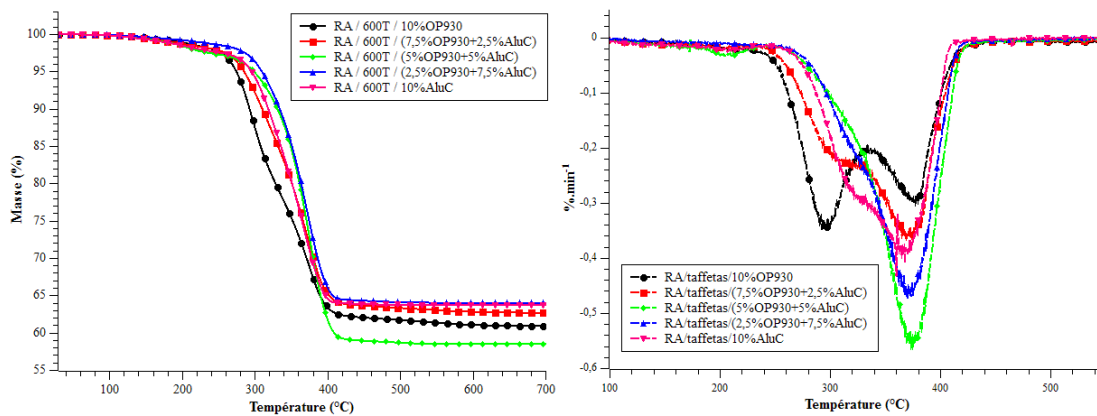 RA / 600T / 10%OP930
RA / 600T / (7,5%OP930+2,5%AluC)
RA / 600T / (5%OP930+5%AluC)
RA / 600T / (2,5%OP930+7,5%AluC)
RA / 600T / 10%AluC
Masse (%)
100
95
90
85
80
75
70
65
60
55
100
200
300
400
500
600
700
Température (°C)
%.min-1
0
-0,1
-0,2
-0,3
-0,4
-0,5
-0,6
RA/taffetas/10%OP930
RA/taffetas/(7,5%OP930+2,5%AluC)
RA/taffetas/(5%OP930+5%AluC)
RA/taffetas/(2,5%OP930+7,5%AluC)
RA/taffetas/10%AluC
100
200
300
400
500
Température (°C)